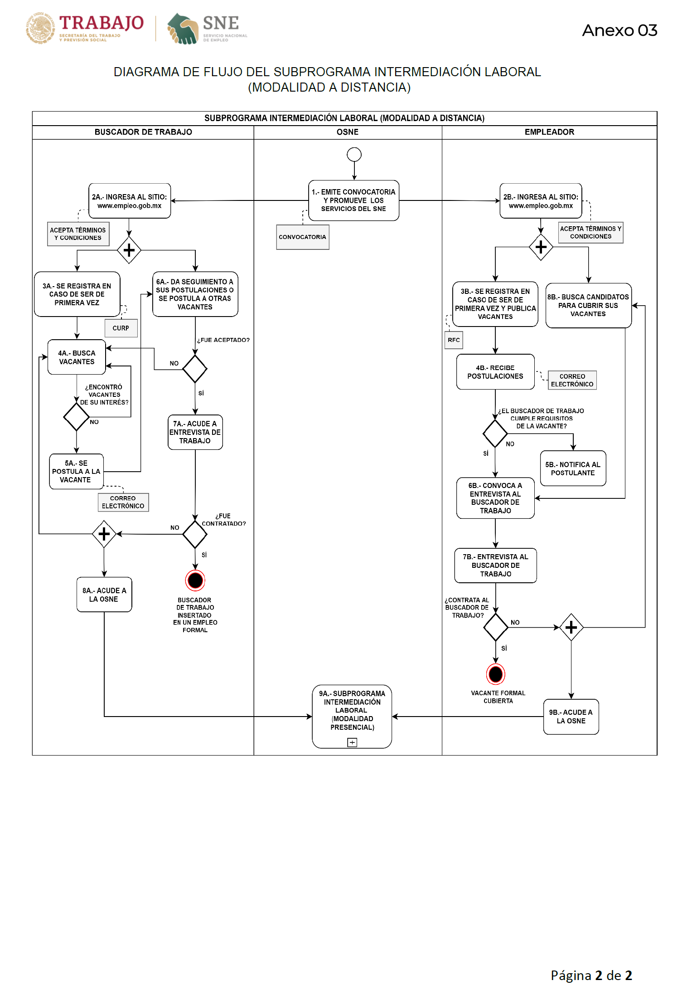 ESTADOS UNIDOS MEXICANOS
TRABAJO
SECRETARÍA DEL TRABAJO
Y PREVISIÓN SOCIAL
SNE
SERVICIO NACIONAL
DE EMPLEO
Anexo 03
DIAGRAMA DE FLUJO DEL SUBPROGRAMA INTERMEDIACIÓN LABORAL
(MODALIDAD A DISTANCIA)
SUBPROGRAMA INTERMEDIACIÓN LABORAL (MODALIDAD A DISTANCIA)
BUSCADOR DE TRABAJO
OSNE
EMPLEADOR
1.- EMITE CONVOCATORIA
Y PROMUEVE LOS
SERVICIOS DEL SNE
CONVOCATORIA
2A.- INGRESA AL SITIO:
www.empleo.gob.mx
ACEPTA TÉRMINOS
Y CONDICIONES
3A.- SE REGISTRA EN
CASO DE SER DE
PRIMERA VEZ
CURP
6A.- DA SEGUIMIENTO A
SUS POSTULACIONES O
SE POSTULA A OTRAS
VACANTES
¿FUE ACEPTADO?
NO
SÍ
4A.- BUSCA
VACANTES
¿ENCONTRÓ
VACANTES
DE SU INTERÉS?
NO
7A.- ACUDE A
ENTREVISTA DE
TRABAJO
5A.- SE
POSTULA A LA
VACANTE
CORREO
ELECTRÓNICO
¿FUE
CONTRATADO?
NO
SÍ
8A.- ACUDE A
LA OSNE
BUSCADOR
DE TRABAJO
INSERTADO
EN UN EMPLEO
FORMAL
2B.- INGRESA AL SITIO:
www.empleo.gob.mx
ACEPTA TÉRMINOS Y
CONDICIONES
3B.- SE REGISTRA EN
CASO DE SER DE
PRIMERA VEZ Y PUBLICA
VACANTES
RFC
8B.- BUSCA CANDIDATOS
PARA CUBRIR SUS
VACANTES
4B.- RECIBE
POSTULACIONES
CORREO
ELECTRÓNICO
¿EL BUSCADOR DE TRABAJO
CUMPLE REQUISITOS
DE LA VACANTE?
NO
SÍ
5B.- NOTIFICA AL
POSTULANTE
6B.- CONVOCA A
ENTREVISTA AL
BUSCADOR DE
TRABAJO
7B.- ENTREVISTA AL
BUSCADOR DE
TRABAJO
¿CONTRATA AL
BUSCADOR DE
TRABAJO?
NO
SÍ
VACANTE FORMAL
CUBIERTA
9B.- ACUDE A
LA OSNE
9A.- SUBPROGRAMA
INTERMEDIACIÓN
LABORAL
(MODALIDAD
PRESENCIAL)
Página 2 de 2